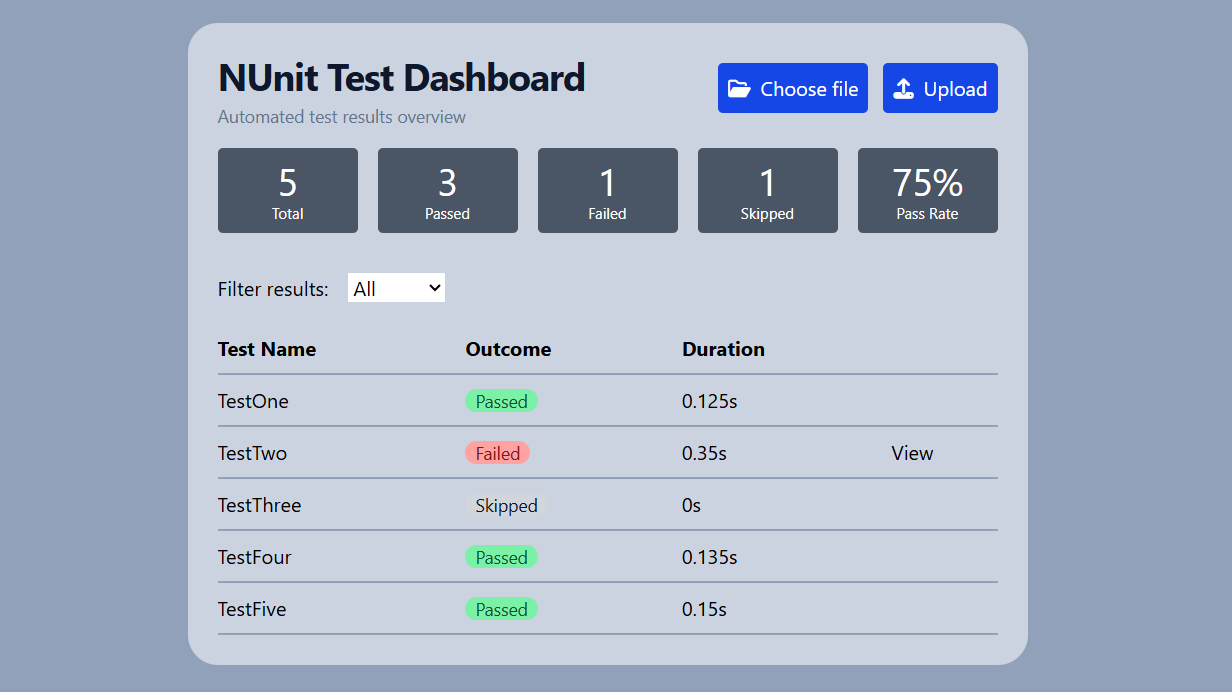 NUnit Test Dashboard
Automated test results overview
Choose file
Upload
5
Total
3
Passed
1
Failed
1
Skipped
75%
Pass Rate
Filter results: All
Test Name Outcome Duration
TestOne Passed 0.125s
TestTwo Failed 0.35s View
TestThree Skipped 0s
TestFour Passed 0.135s
TestFive Passed 0.15s